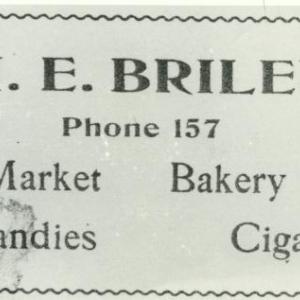 . E. BRILE
Phone 157
Market Bakery
andies Ciga